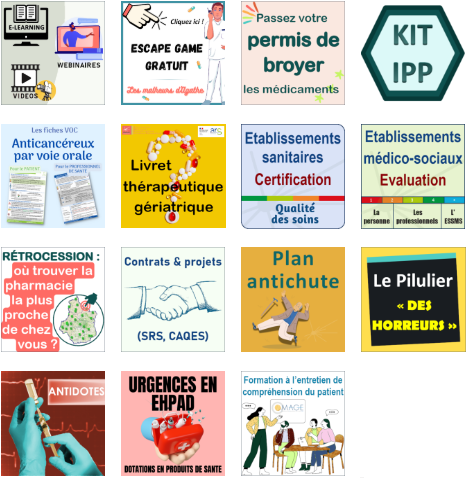 E-LEARNING
WEBINAIRES
VIDÉOS
Cliquez ici !
ESCAPE GAME
GRATUIT
Les malheurs d'Agathe
Passez votre
permis de
broyer
les médicaments
KIT
IPP
Les fiches VOC
Anticancéreux
par voie orale
Pour le PATIENT
Pour le PROFESSIONNEL
DE SANTÉ
ars
Livret
thérapeutique
gériatrique
Etablissements
sanitaires
Certification
Qualité
des soins
Etablissements
médico-sociaux
Evaluation
1 2 3 4
La
personne
Les
professionnels
L'
ESSMS
RÉTROCESSION :
où trouver la
pharmacie
la plus
proche
de chez
vous ?
Contrats & projets
(SRS, CAQES)
Plan
antichute
Le Pilulier
« DES
HORREURS »
ANTIDOTES
URGENCES EN
EHPAD
DOTATIONS EN PRODUITS DE SANTE
Formation à l'entretien de
compréhension du patient
OMAGE